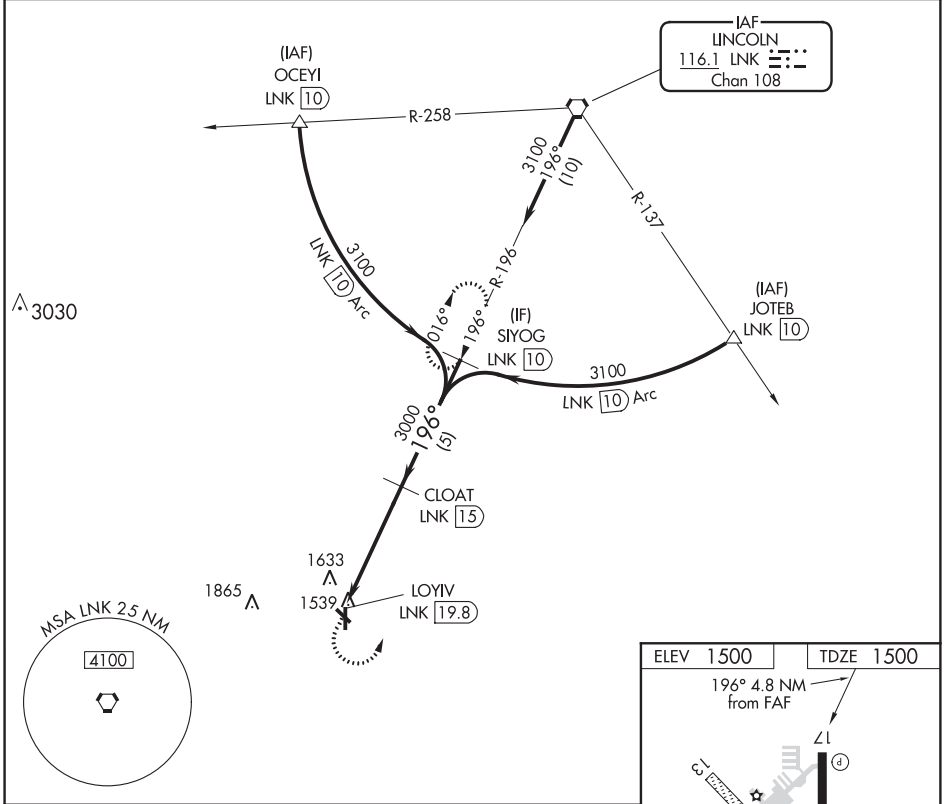 IAF
LINCOLN
116.1 LNK
Chan 108
(IAF)
OCEYI
LNK 10
R-258
3100
196°
(10)
R-137
R-196
3100
LNK 10 Arc
3030
016°
196°
(IF)
SIYOG
LNK 10
(IAF)
JOTEB
LNK 10
3100
LNK 10 Arc
3000
196°
(5)
CLOAT
LNK 15
1633
1865
1539
LOYIV
LNK 19.8
MSA LNK 25 NM
4100
ELEV 1500
TDZE 1500
196° 4.8 NM
from FAF
17
P
13